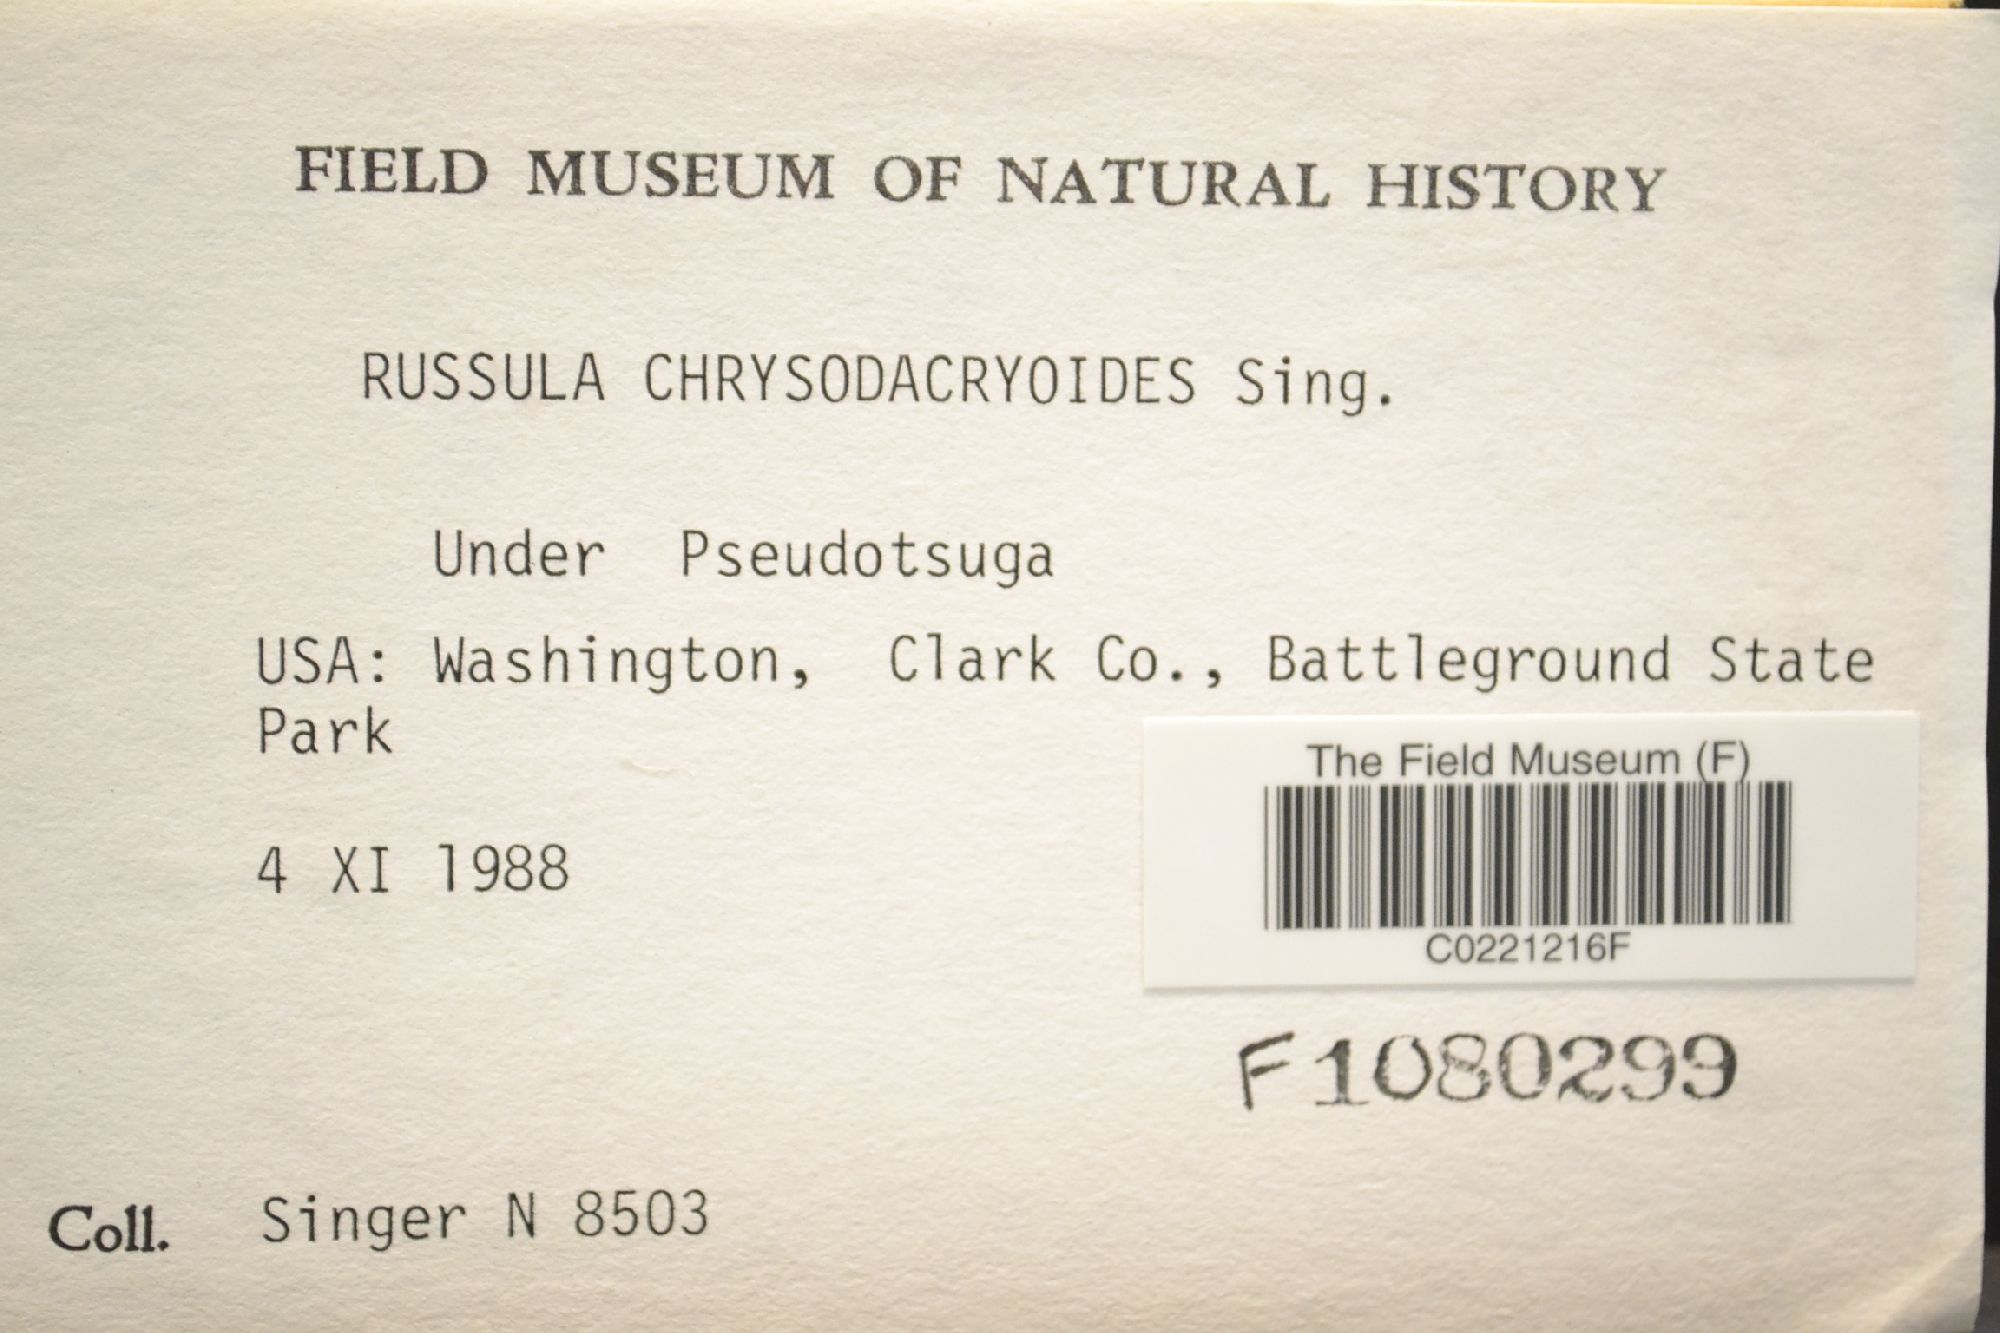 FIELD MUSEUM OF NATURAL HISTORY
RUSSULA CHRYSODACRYOIDES Sing.
Under Pseudotsuga
USA: Washington, Clark Co., Battleground State
Park
The Field Museum (F)
C0221216F
4 XI 1988
F1080299
Coll. Singer N 8503